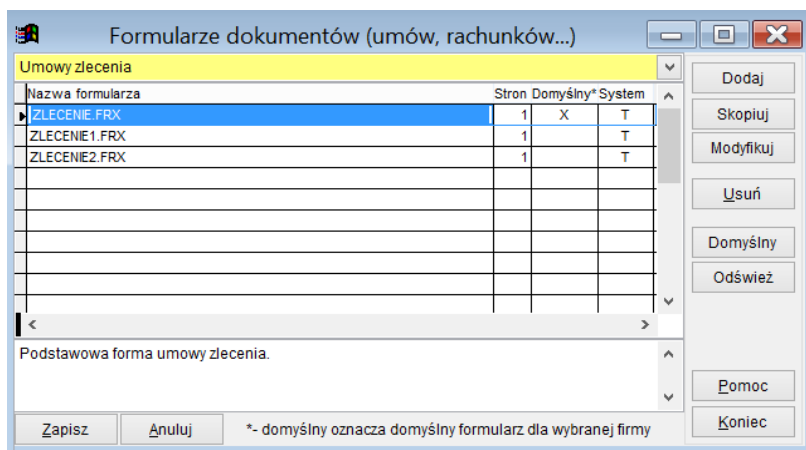 Formularze dokumentów (umów, rachunków...)
Umowy zlecenia
Nazwa formularza Stron Domyślny* System
ZLECENIE.FRX 1 X T
ZLECENIE1.FRX 1 T
ZLECENIE2.FRX 1 T
Podstawowa forma umowy zlecenia.
Zapisz Anuluj *- domyślny oznacza domyślny formularz dla wybranej firmy
Dodaj
Skopiuj
Modyfikuj
Usuń
Domyślny
Odśwież
Pomoc
Koniec